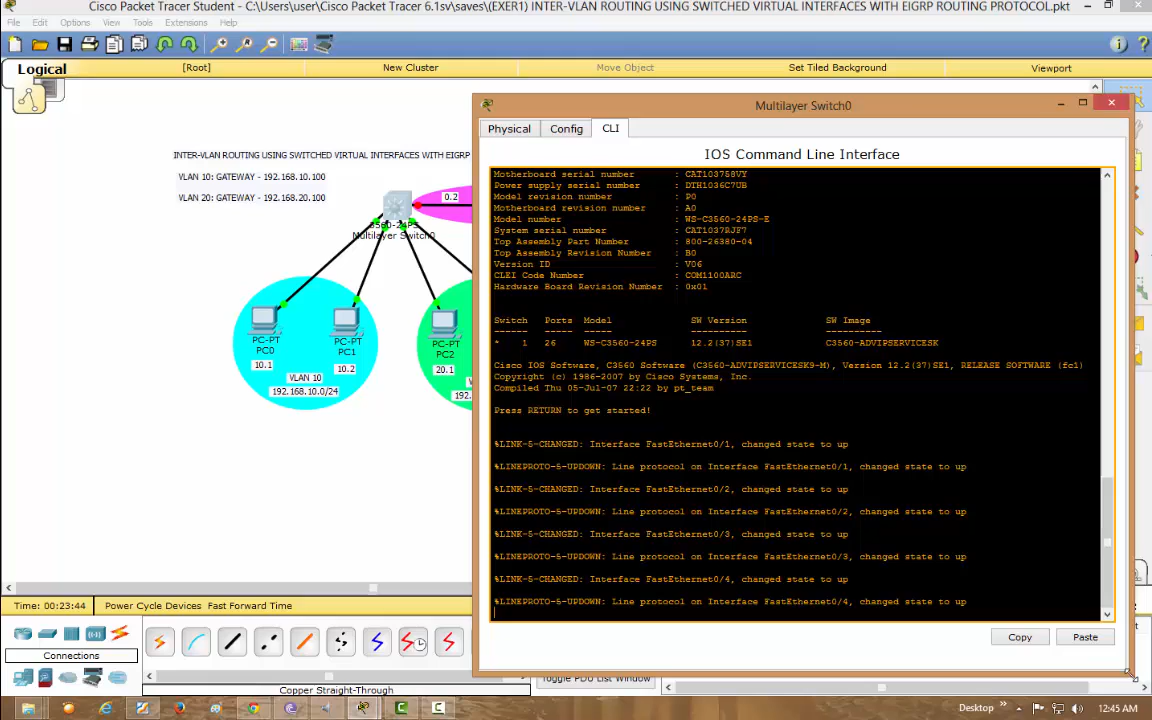 Cisco Packet Tracer Student - C:\Users\user\Cisco Packet Tracer 6.1sv\saves\(EXER1) INTER-VLAN ROUTING USING SWITCHED VIRTUAL INTERFACES WITH EIGRP ROUTING PROTOCOL.pkt
File Edit Options View Tools Extensions Help
Logical [Root] New Cluster Move Object Set Tiled Background Viewport
INTER-VLAN ROUTING USING SWITCHED VIRTUAL INTERFACES WITH EIGRP
VLAN 10: GATEWAY - 192.168.10.100
VLAN 20: GATEWAY - 192.168.20.100
0.2
3560-24PS
Multilayer Switch0
PC-PT
PC0
10.1
PC-PT
PC1
10.2
VLAN 10
192.168.10.0/24
PC-PT
PC2
20.1
192.
Multilayer Switch0
Physical Config CLI
IOS Command Line Interface
Motherboard serial number : CAT103758VY
Power supply serial number : DTH1036C7UB
Model revision number : P0
Motherboard revision number : A0
Model number : WS-C3560-24PS-E
System serial number : CAT1037RJF7
Top Assembly Part Number : 800-26380-04
Top Assembly Revision Number : B0
Version ID : V06
CLEI Code Number : COM1100ARC
Hardware Board Revision Number : 0x01
Switch Ports Model SW Version SW Image
------ ----- ----- ---------- ----------
* 1 26 WS-C3560-24PS 12.2(37)SE1 C3560-ADVIPSERVICESK
Cisco IOS Software, C3560 Software (C3560-ADVIPSERVICESK9-M), Version 12.2(37)SE1, RELEASE SOFTWARE (fc1)
Copyright (c) 1986-2007 by Cisco Systems, Inc.
Compiled Thu 05-Jul-07 22:22 by pt_team
Press RETURN to get started!
%LINK-5-CHANGED: Interface FastEthernet0/1, changed state to up
%LINEPROTO-5-UPDOWN: Line protocol on Interface FastEthernet0/1, changed state to up
%LINK-5-CHANGED: Interface FastEthernet0/2, changed state to up
%LINEPROTO-5-UPDOWN: Line protocol on Interface FastEthernet0/2, changed state to up
%LINK-5-CHANGED: Interface FastEthernet0/3, changed state to up
%LINEPROTO-5-UPDOWN: Line protocol on Interface FastEthernet0/3, changed state to up
%LINK-5-CHANGED: Interface FastEthernet0/4, changed state to up
%LINEPROTO-5-UPDOWN: Line protocol on Interface FastEthernet0/4, changed state to up
Copy Paste
Time: 00:23:44 Power Cycle Devices Fast Forward Time
Connections
Copper Straight-Through
Toggle PDU List Window
Desktop 12:45 AM